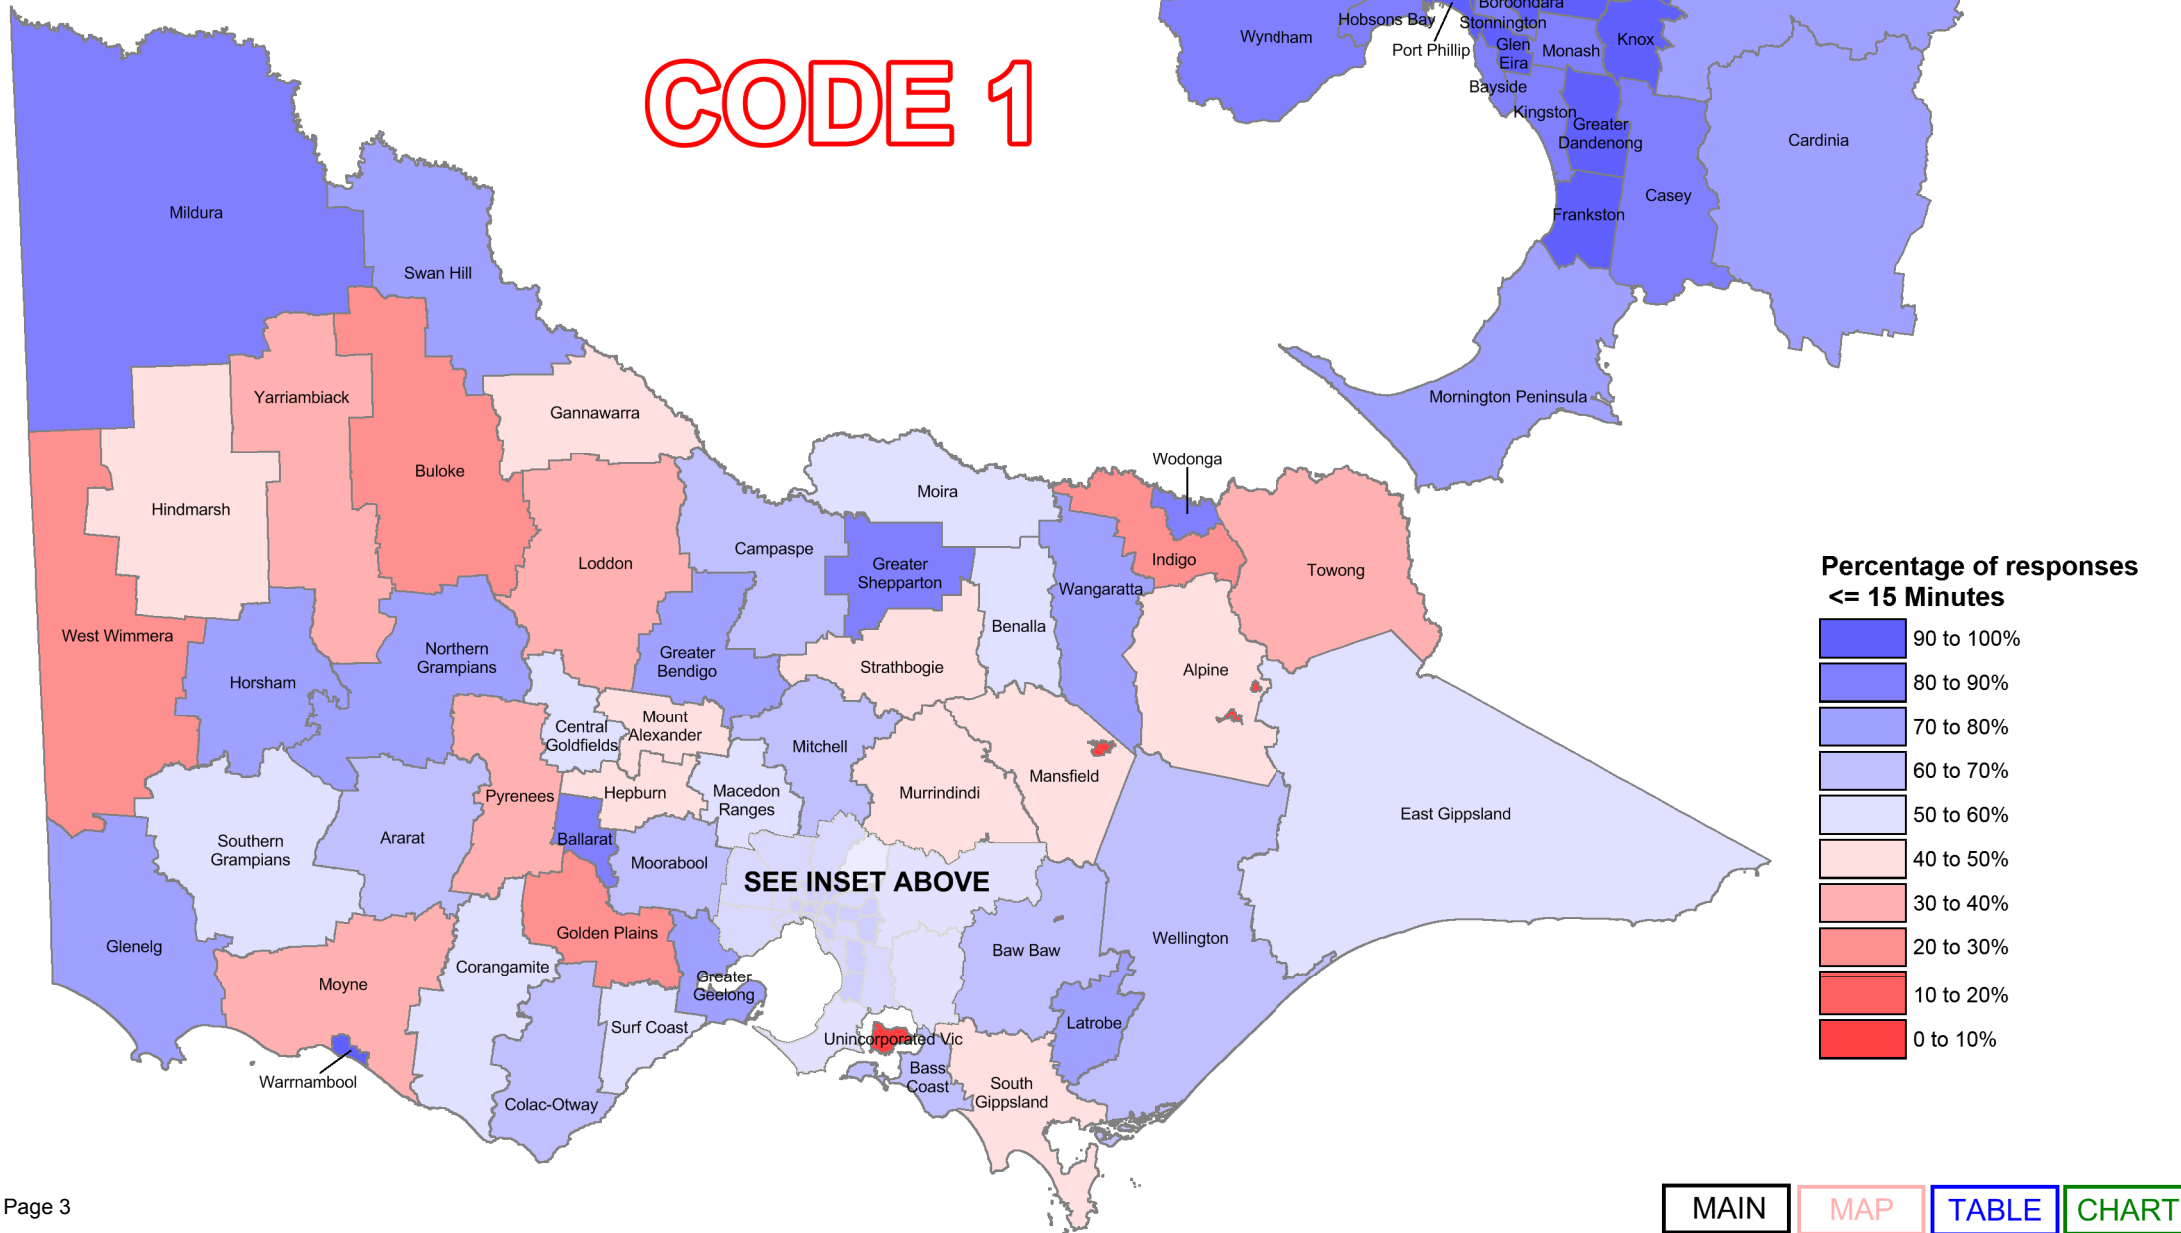 CODE 1
Boroondara
Hobsons Bay
Stonnington
Wyndham
Port Phillip
Glen
Eira
Monash
Knox
Bayside
Kingston
Greater
Dandenong
Cardinia
Casey
Frankston
Mornington Peninsula
Mildura
Swan Hill
Yarriambiack
Gannawarra
Buloke
Hindmarsh
Moira
Wodonga
Loddon
Campaspe
Greater
Shepparton
Indigo
Towong
Wangaratta
West Wimmera
Northern
Grampians
Horsham
Greater
Bendigo
Strathbogie
Benalla
Alpine
Central
Goldfields
Mount
Alexander
Mitchell
Mansfield
Murrindindi
Pyrenees
Hepburn
Macedon
Ranges
East Gippsland
Southern
Grampians
Ararat
Ballarat
Moorabool
SEE INSET ABOVE
Glenelg
Golden Plains
Wellington
Baw Baw
Moyne
Corangamite
Greater
Geelong
Surf Coast
Unincorporated Vic
Latrobe
Warrnambool
Colac-Otway
Bass
Coast
South
Gippsland
Percentage of responses
<= 15 Minutes
90 to 100%
80 to 90%
70 to 80%
60 to 70%
50 to 60%
40 to 50%
30 to 40%
20 to 30%
10 to 20%
0 to 10%
Page 3
MAIN
MAP
TABLE
CHART